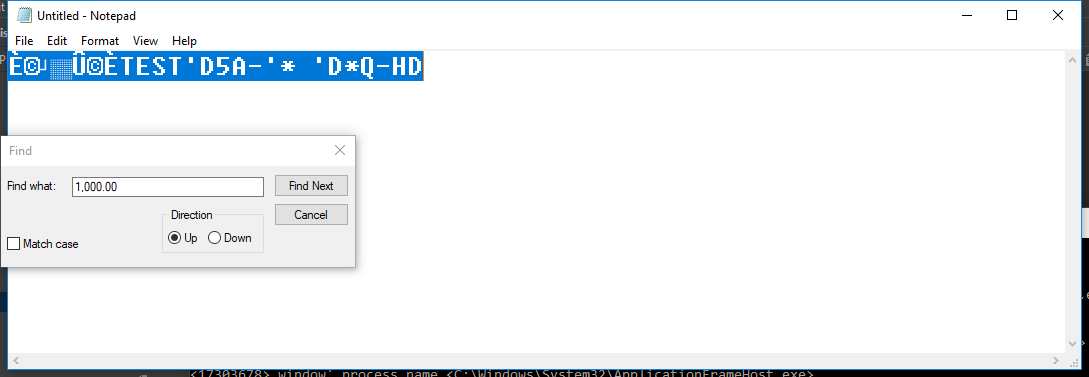 Untitled - Notepad
File Edit Format View Help
È©┘▒▓Û©ÈTEST'D5A-'* 'D*Q-HD
Find
Find what: 1,000.00 Find Next
Direction Cancel
Match case Up Down
<17303678> window' process name <C:\Windows\System32\ApplicationFrameHost.exe>